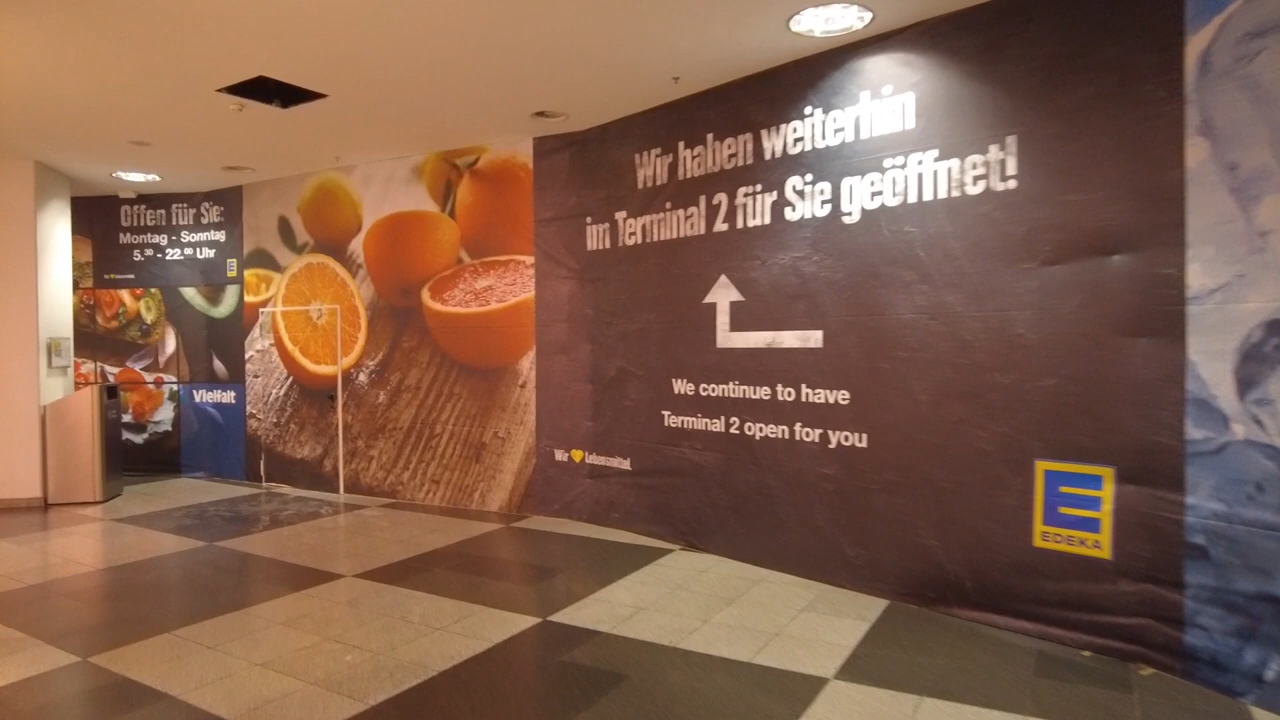 Offen für Sie:
Montag - Sonntag
5.³⁰ - 22.⁰⁰ Uhr
Vielfalt
Wir haben weiterhin
im Terminal 2 für Sie geöffnet!
We continue to have
Terminal 2 open for you
Wir 💛 Lebensmittel.
EDEKA